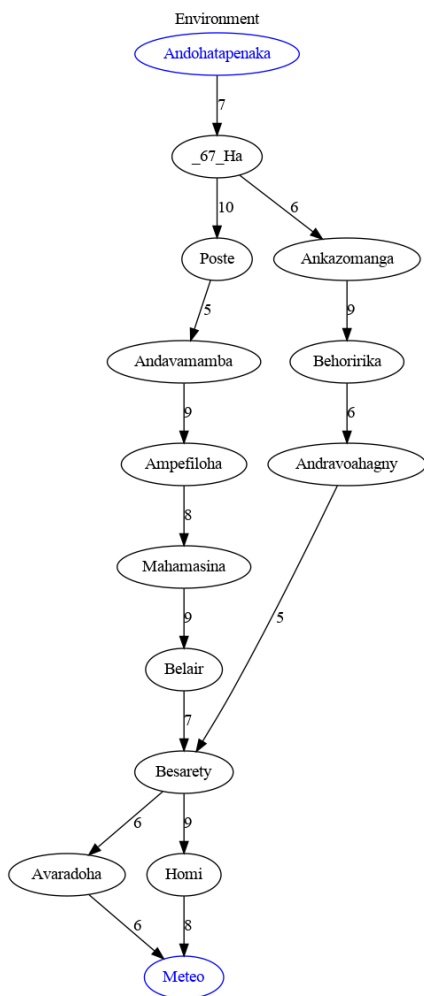 Environment
Andohatapenaka
7
_67_Ha
10
6
Poste
Ankazomanga
5
9
Andavamamba
Behoririka
9
6
Ampefiloha
Andravoahagny
8
Mahamasina
9
5
Belair
7
Besarety
6
9
Avaradoha
Homi
6
8
Meteo